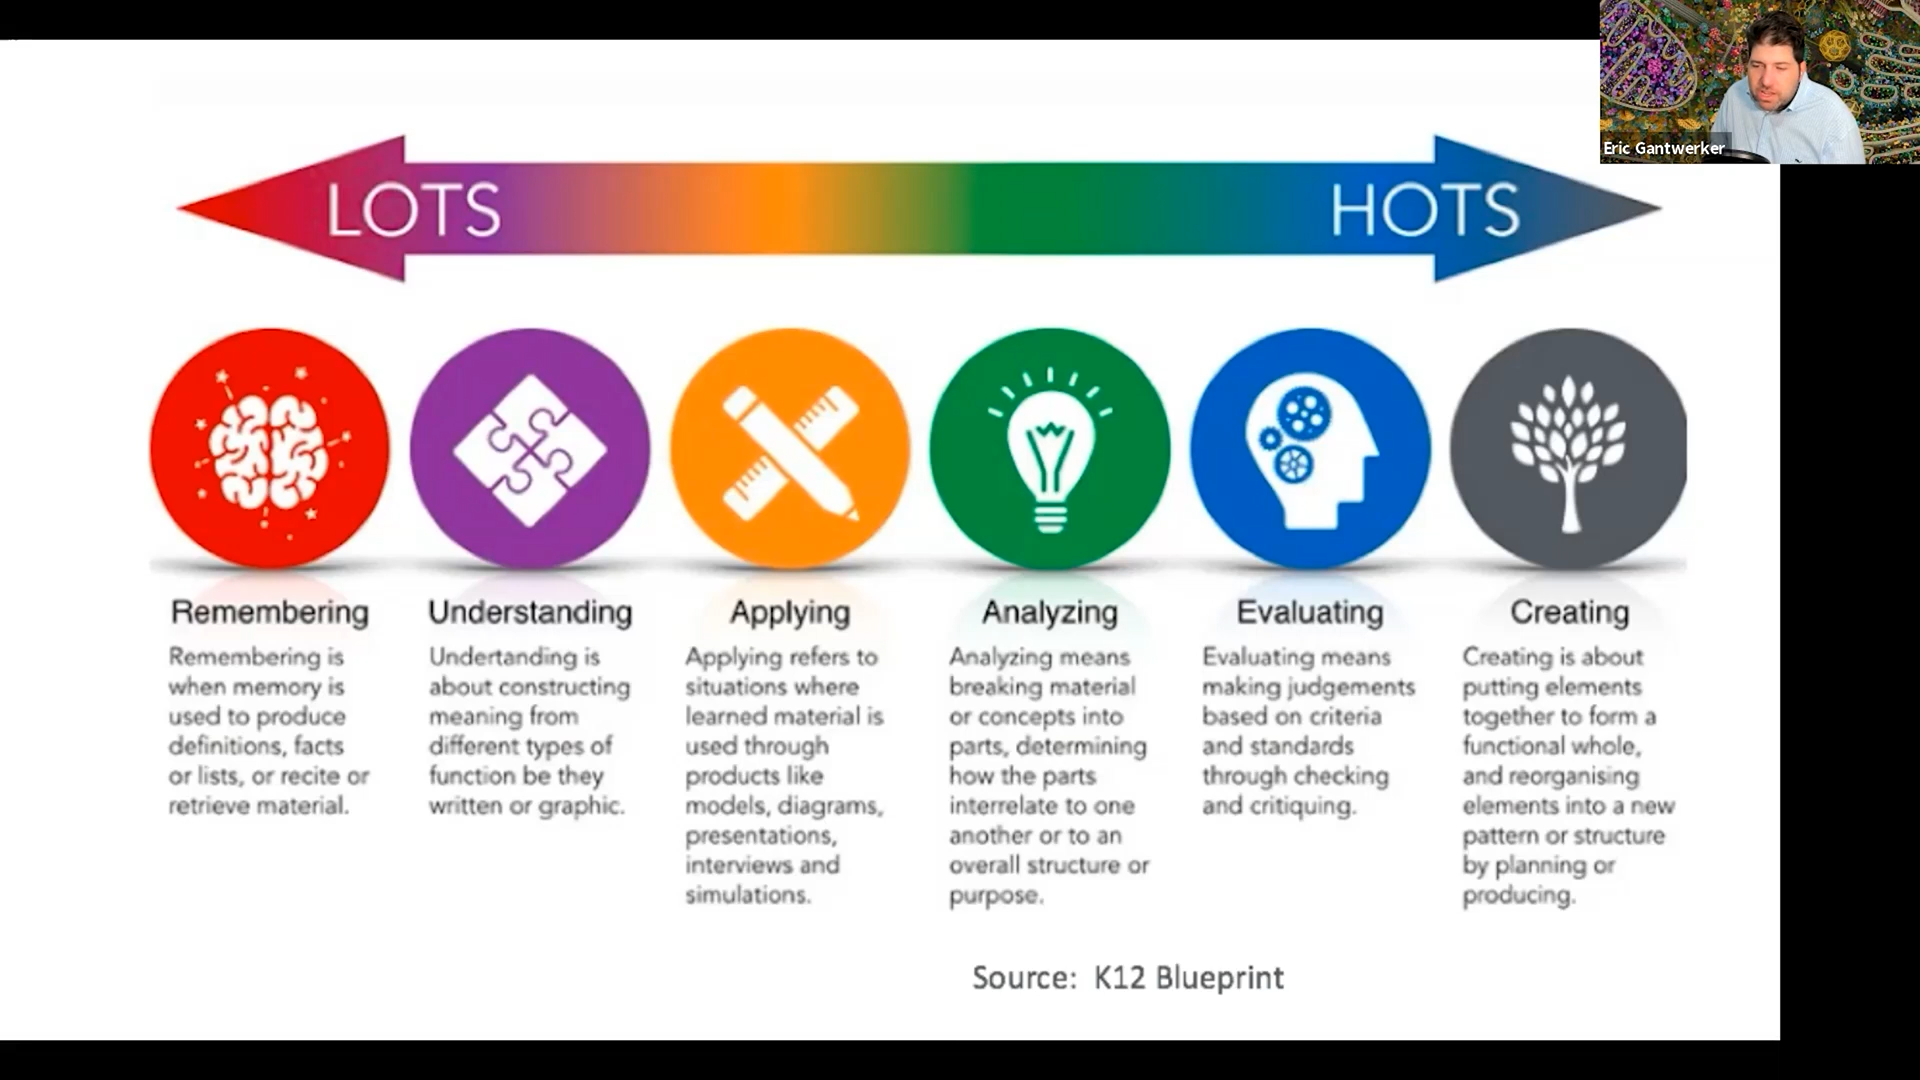 Eric Gantwerker
LOTS
HOTS
Remembering
Remembering is
when memory is
used to produce
definitions, facts
or lists, or recite or
retrieve material.
Understanding
Undertanding is
about constructing
meaning from
different types of
function be they
written or graphic.
Applying
Applying refers to
situations where
learned material is
used through
products like
models, diagrams,
presentations,
interviews and
simulations.
Analyzing
Analyzing means
breaking material
or concepts into
parts, determining
how the parts
interrelate to one
another or to an
overall structure or
purpose.
Evaluating
Evaluating means
making judgements
based on criteria
and standards
through checking
and critiquing.
Creating
Creating is about
putting elements
together to form a
functional whole,
and reorganising
elements into a new
pattern or structure
by planning or
producing.
Source: K12 Blueprint